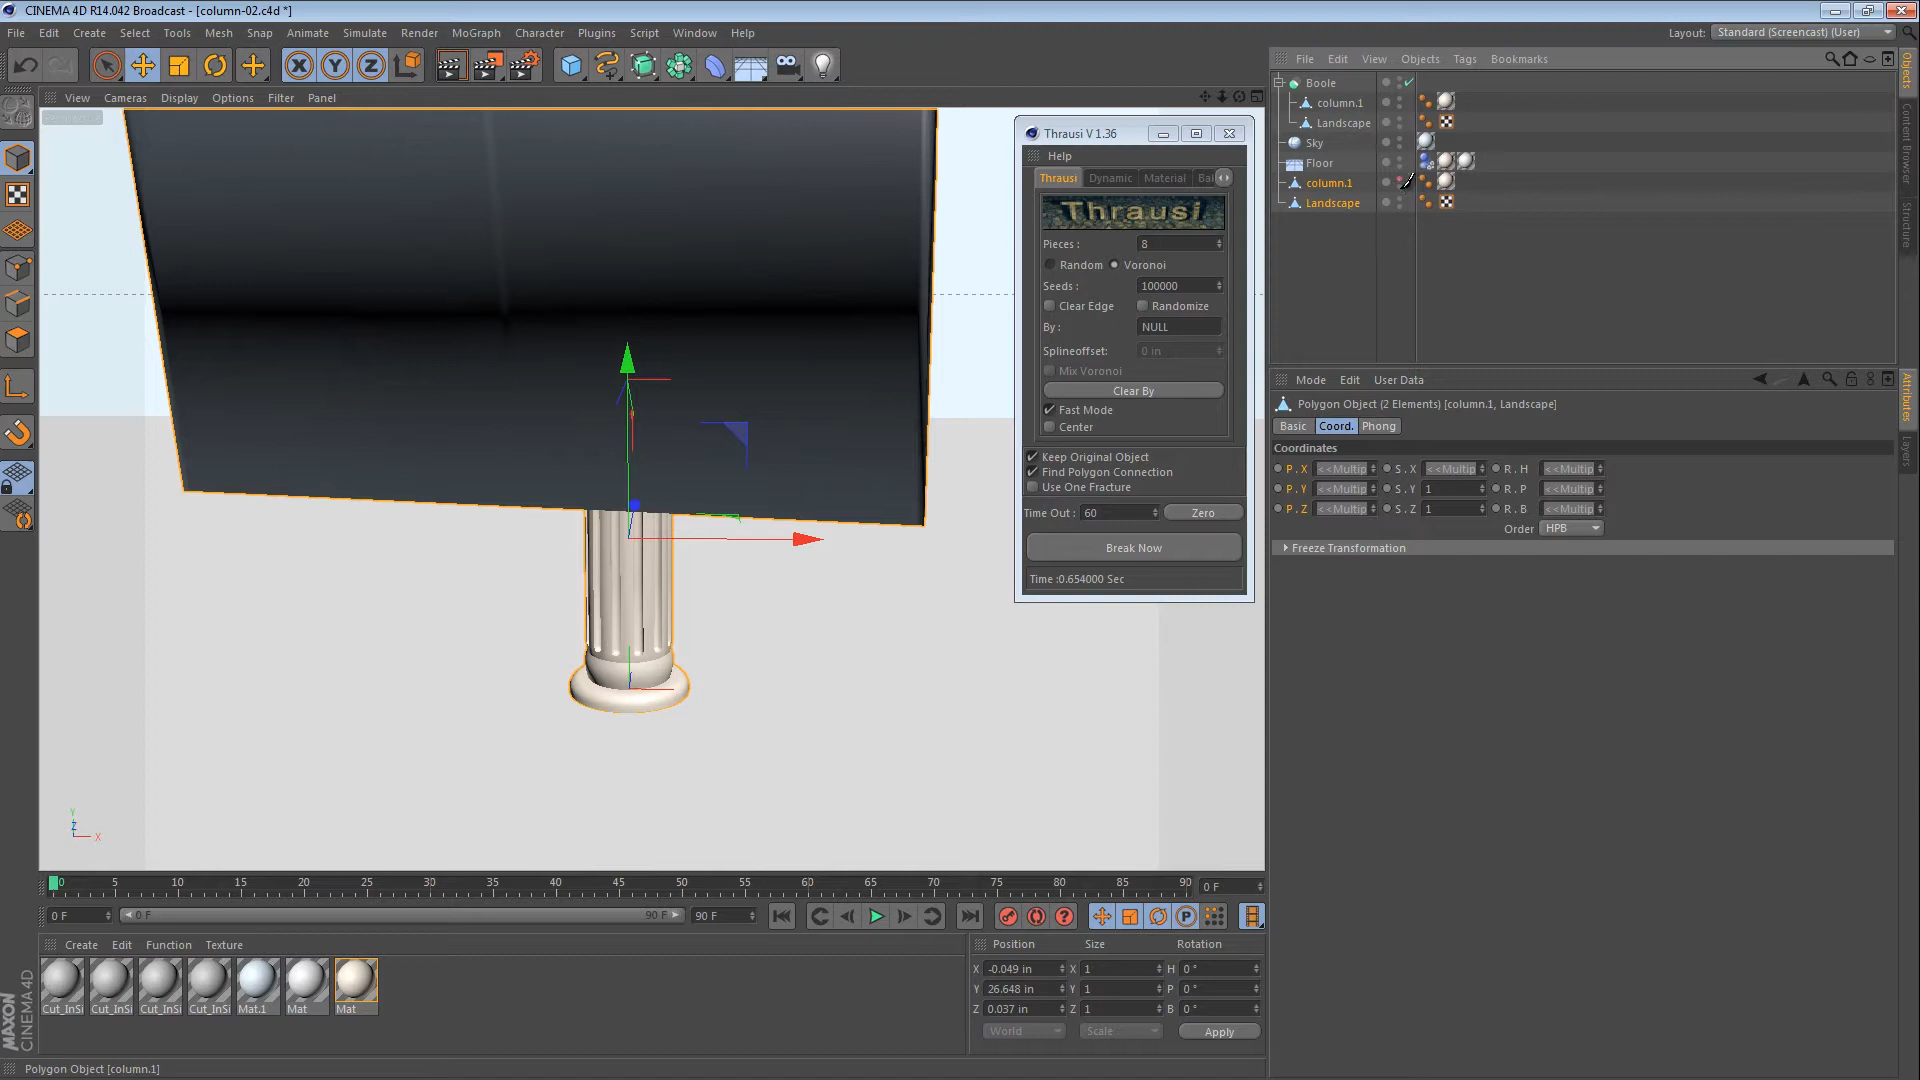 CINEMA 4D R14.042 Broadcast - [column-02.c4d *]
File Edit Create Select Tools Mesh Snap Animate Simulate Render MoGraph Character Plugins Script Window Help
Layout: Standard (Screencast) (User)
View Cameras Display Options Filter Panel
Thrausi V 1.36
Help
Thrausi Dynamic Material Bai
Thrausi
Pieces : 8
Random Voronoi
Seeds : 100000
Clear Edge Randomize
By : NULL
Splineoffset: 0 in
Mix Voronoi
Clear By
Fast Mode
Center
Keep Original Object
Find Polygon Connection
Use One Fracture
Time Out : 60 Zero
Break Now
Time :0.654000 Sec
File Edit View Objects Tags Bookmarks
Boole
column.1
Landscape
Sky
Floor
column.1
Landscape
Objects
Content Browser
Structure
Mode Edit User Data
Polygon Object (2 Elements) [column.1, Landscape]
Basic Coord. Phong
Coordinates
P . X <<Multip S . X <<Multip R . H <<Multip
P . Y <<Multip S . Y 1 R . P <<Multip
P . Z <<Multip S . Z 1 R . B <<Multip
Order HPB
Freeze Transformation
Attributes
Layers
Y
Z
X
0 5 10 15 20 25 30 35 40 45 50 55 60 65 70 75 80 85 90 0 F
0 F 0 F 90 F 90 F
Create Edit Function Texture
Cut_InSi Cut_InSi Cut_InSi Cut_InSi Mat.1 Mat Mat
Position Size Rotation
X -0.049 in X 1 H 0 °
Y 26.648 in Y 1 P 0 °
Z 0.037 in Z 1 B 0 °
World Scale Apply
MAXON
CINEMA 4D
Polygon Object [column.1]